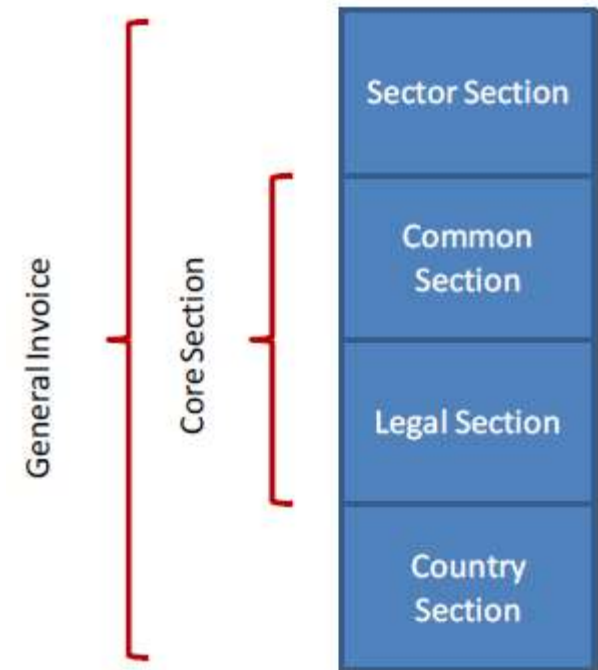 General Invoice
Core Section
Sector Section
Common
Section
Legal Section
Country
Section